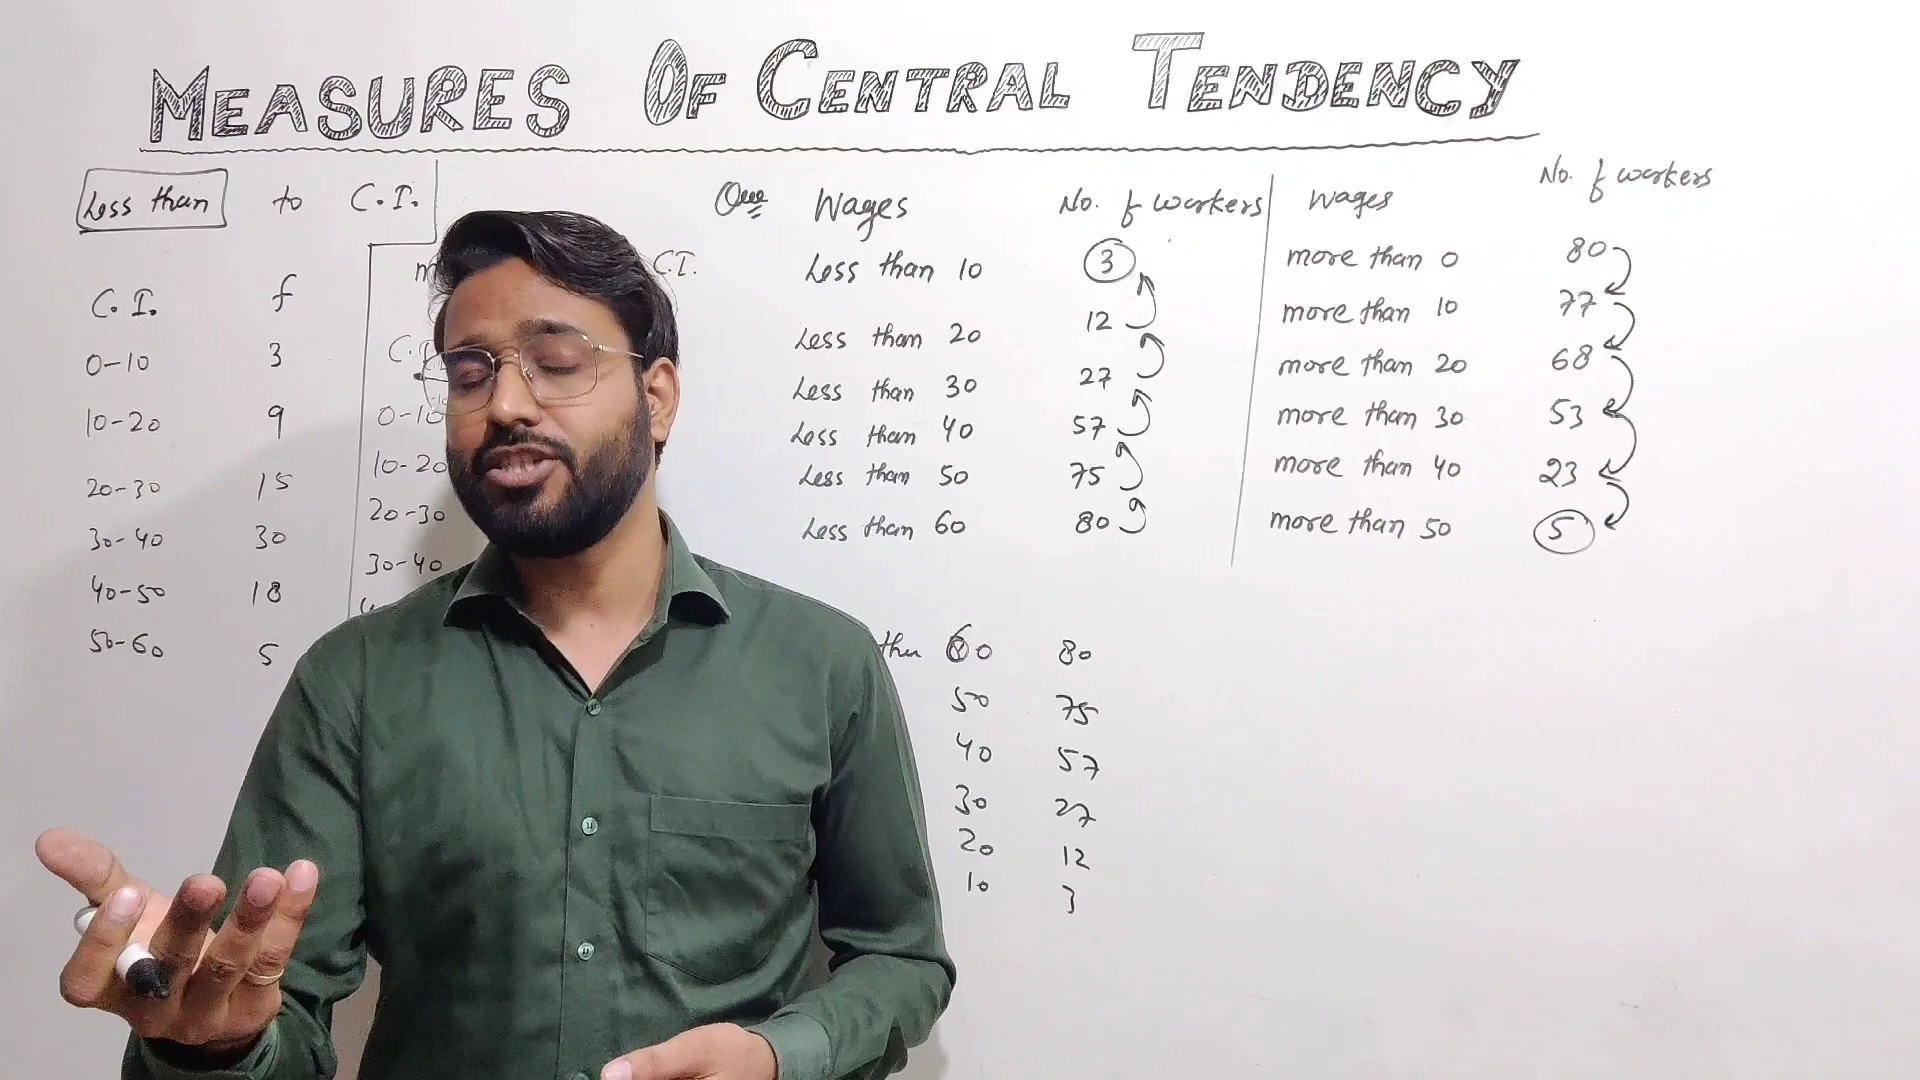 MEASURES OF CENTRAL TENDENCY
Less than to C.I.
C.I. f
0-10 3
10-20 9
20-30 15
30-40 30
40-50 18
50-60 5
C.I.
0-10
10-20
20-30
30-40
Que Wages No. of workers
Less than 10 3
Less than 20 12
Less than 30 27
Less than 40 57
Less than 50 75
Less than 60 80
60 80
50 75
40 57
30 27
20 12
10 3
Wages No. of workers
more than 0 80
more than 10 77
more than 20 68
more than 30 53
more than 40 23
more than 50 5